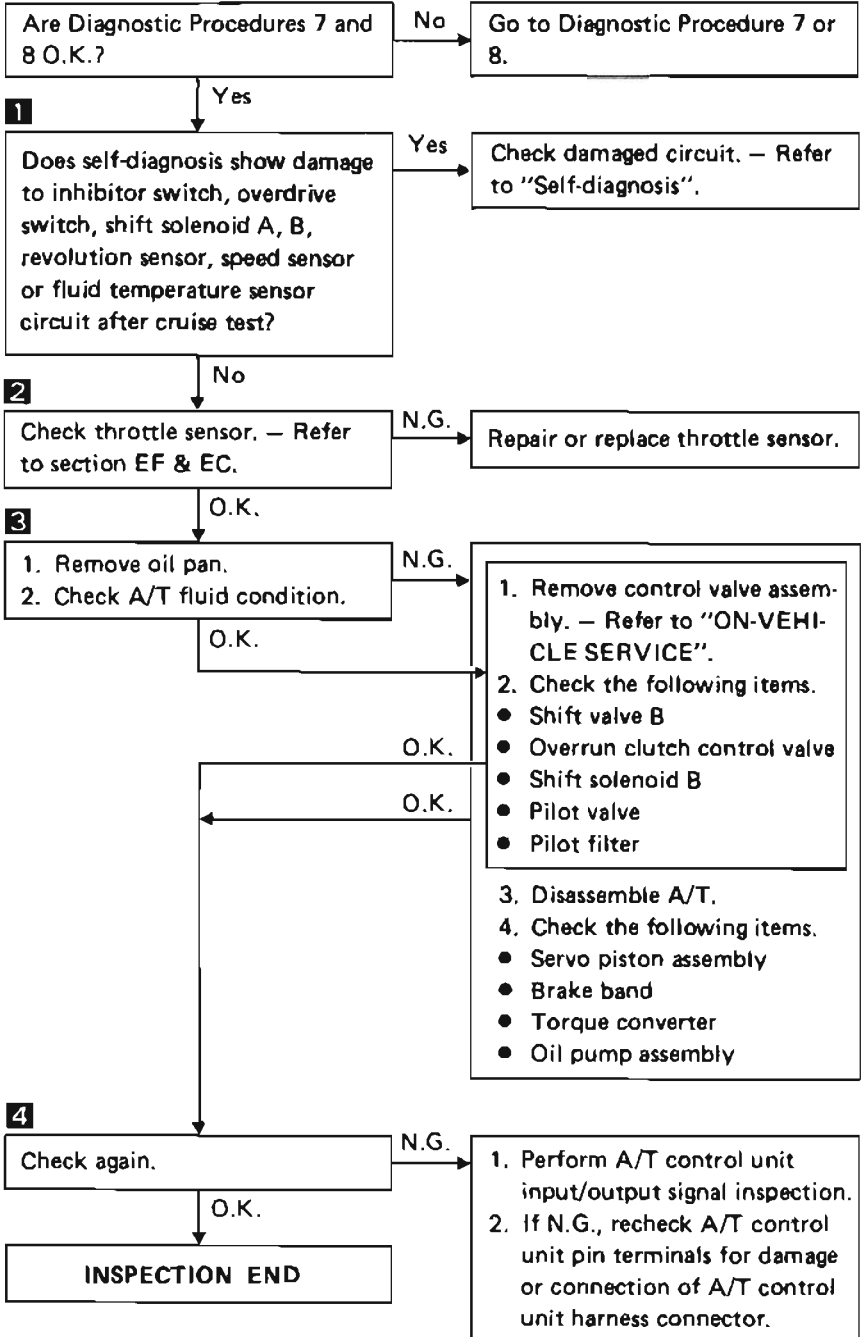 Are Diagnostic Procedures 7 and
8 O.K.?
No
Go to Diagnostic Procedure 7 or
8.
Yes
1
Does self-diagnosis show damage
to inhibitor switch, overdrive
switch, shift solenoid A, B,
revolution sensor, speed sensor
or fluid temperature sensor
circuit after cruise test?
Yes
Check damaged circuit. — Refer
to "Self-diagnosis".
No
2
Check throttle sensor. — Refer
to section EF & EC.
N.G.
Repair or replace throttle sensor.
O.K.
3
1. Remove oil pan.
2. Check A/T fluid condition.
N.G.
O.K.
1. Remove control valve assem-
bly. — Refer to "ON-VEHI-
CLE SERVICE".
2. Check the following items.
● Shift valve B
● Overrun clutch control valve
● Shift solenoid B
● Pilot valve
● Pilot filter
O.K.
O.K.
3. Disassemble A/T.
4. Check the following items.
● Servo piston assembly
● Brake band
● Torque converter
● Oil pump assembly
4
Check again.
N.G.
1. Perform A/T control unit
input/output signal inspection.
2. If N.G., recheck A/T control
unit pin terminals for damage
or connection of A/T control
unit harness connector.
O.K.
INSPECTION END